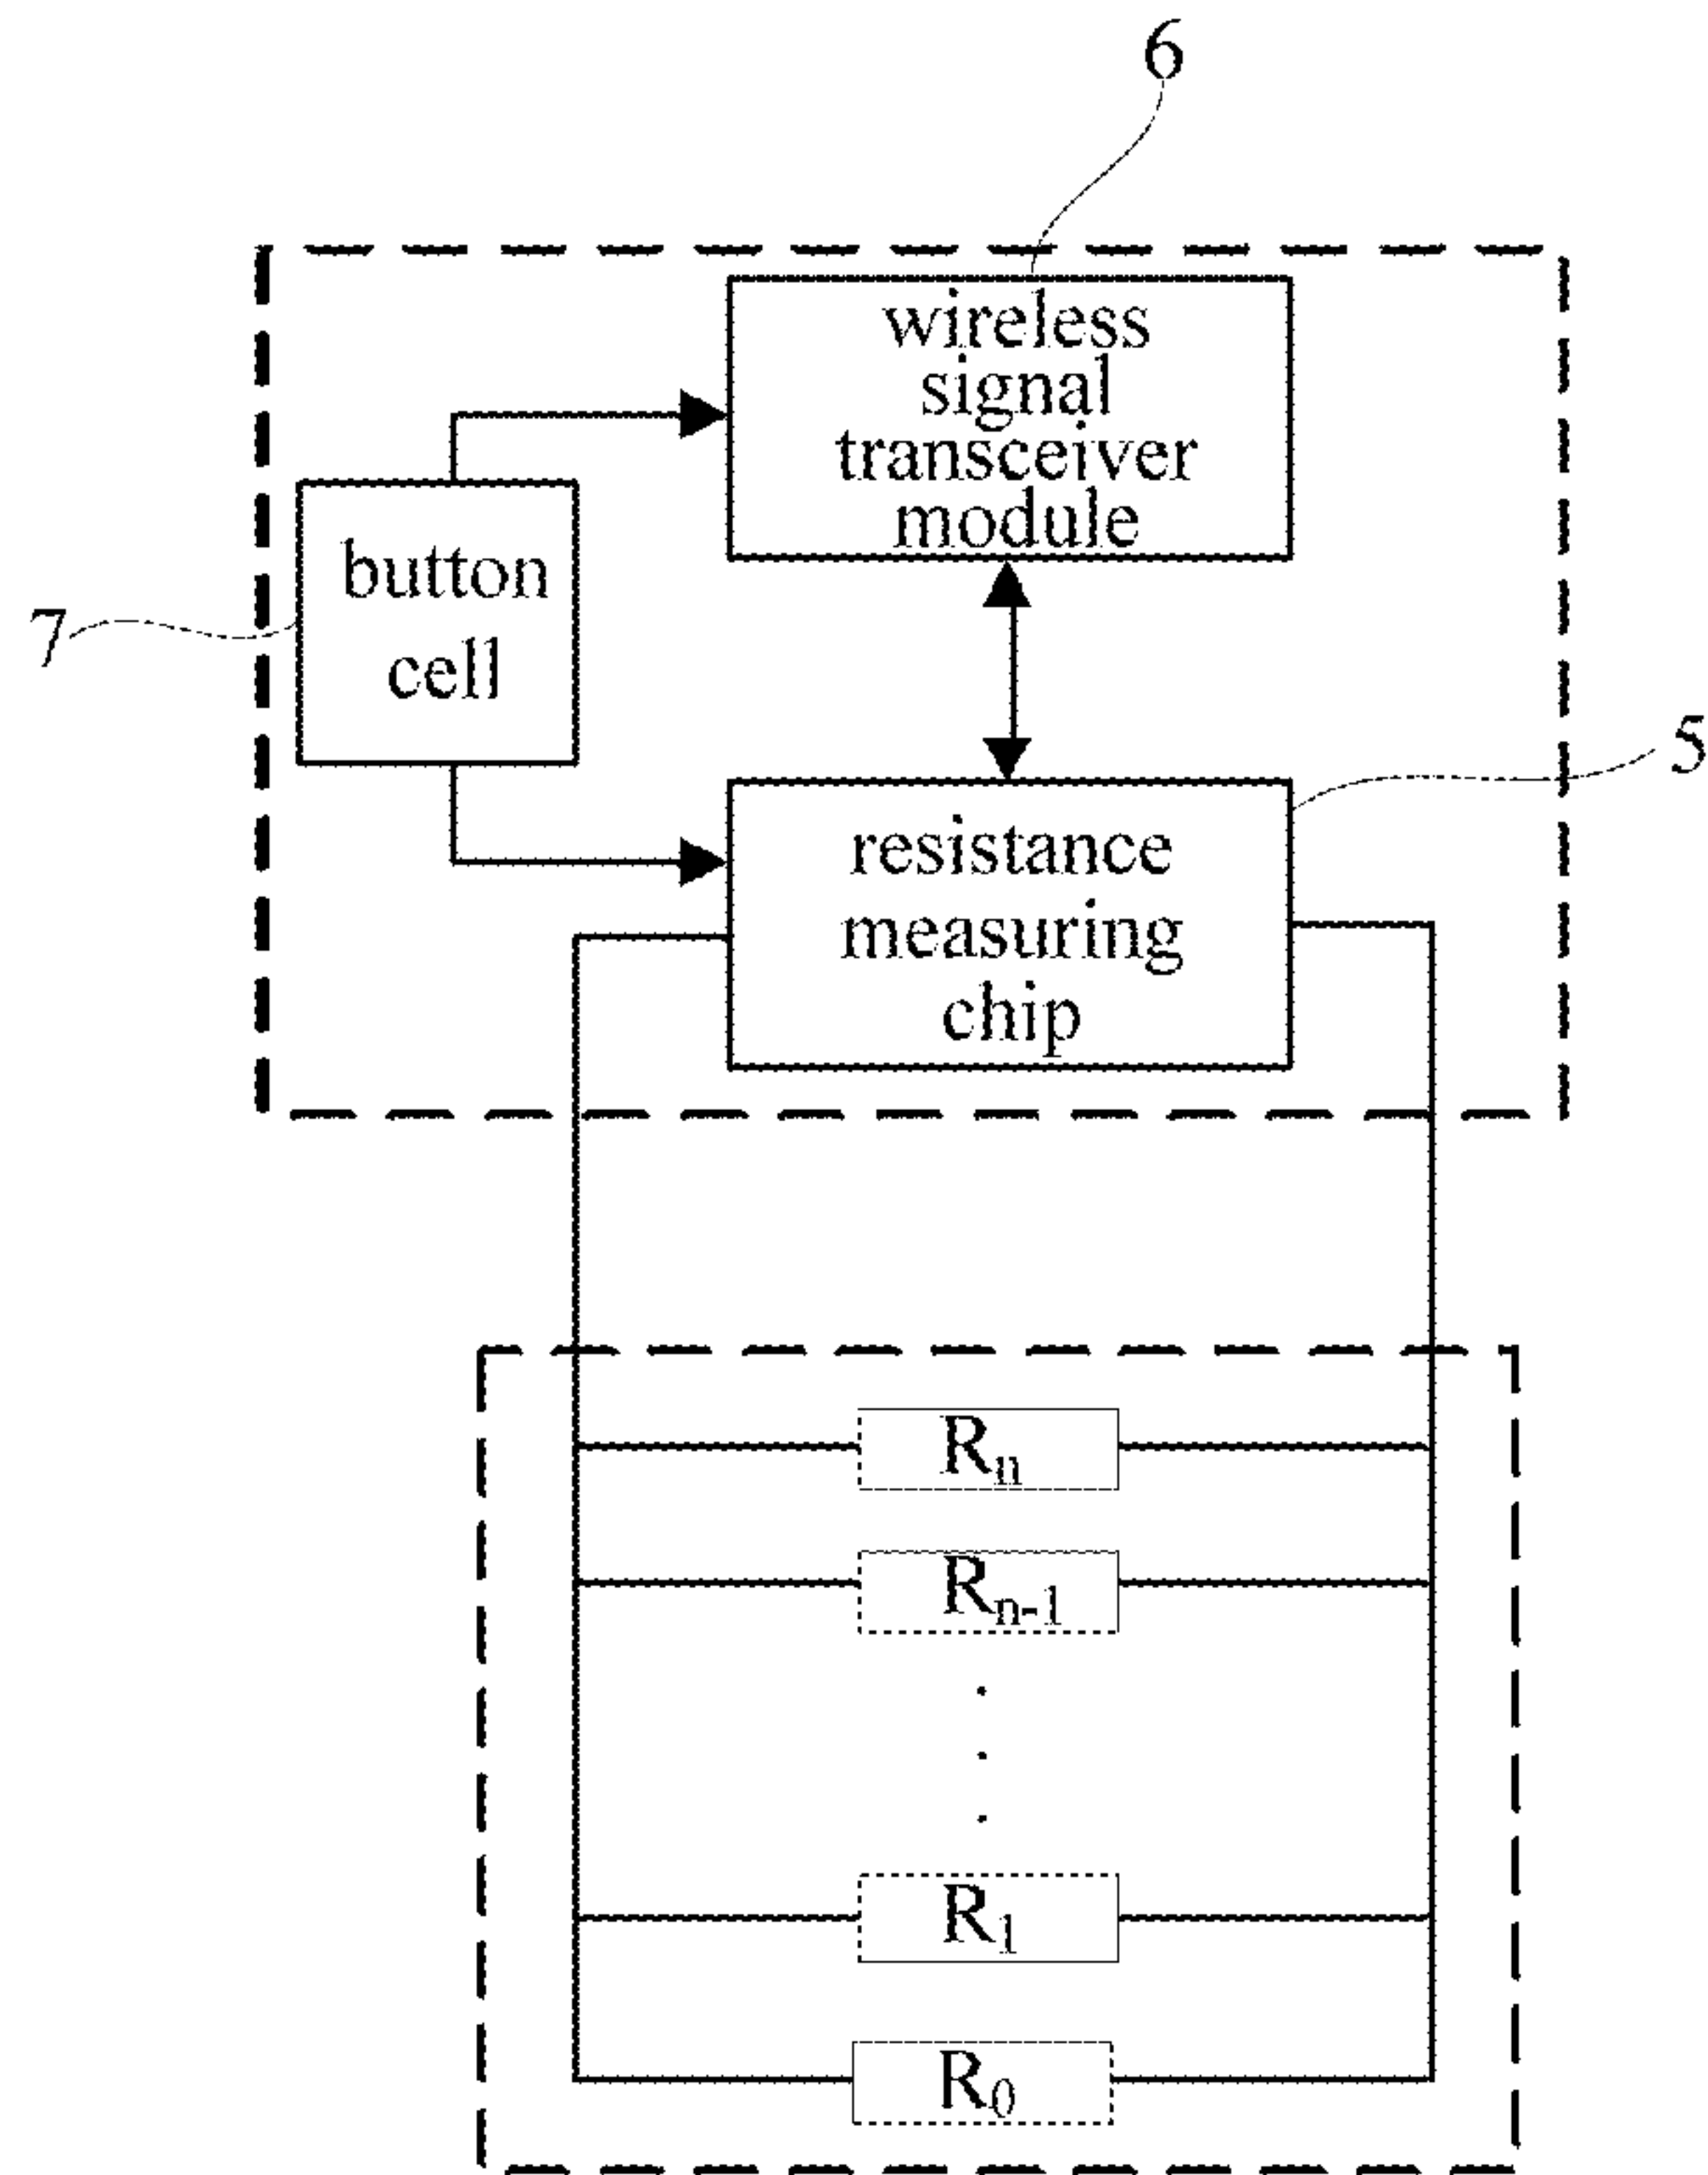 6
wireless
signal
transceiver
module
button
cell
7
5
resistance
measuring
chip
Rₙ
Rₙ₋₁
R₁
R₀